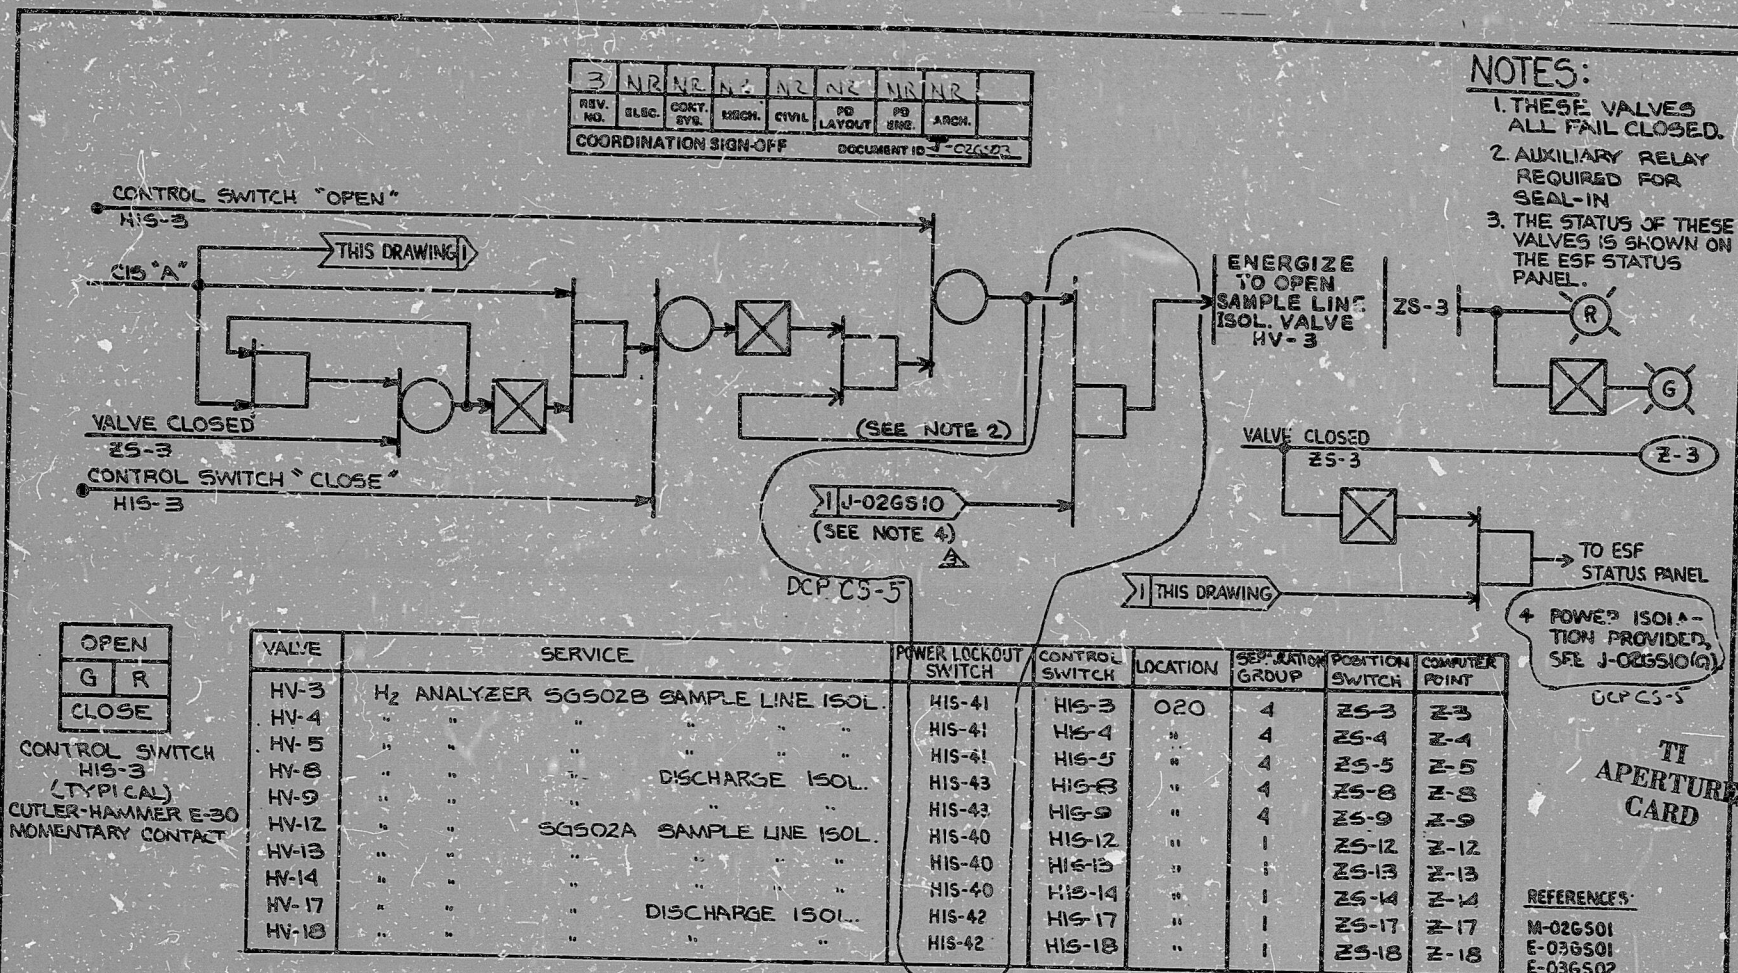 3 NR NR NR NR NR NR NR
REV. NO. ELEC. CONT. SYS. MECH. CIVIL PD LAYOUT PD ENG. ARCH.
COORDINATION SIGN-OFF DOCUMENT ID J-02GS03
NOTES:
1. THESE VALVES
ALL FAIL CLOSED.
2. AUXILIARY RELAY
REQUIRED FOR
SEAL-IN
3. THE STATUS OF THESE
VALVES IS SHOWN ON
THE ESF STATUS
PANEL.
CONTROL SWITCH "OPEN"
HIS-3
THIS DRAWING 1
CIS "A"
VALVE CLOSED
ZS-3
CONTROL SWITCH "CLOSE"
HIS-3
(SEE NOTE 2)
1 J-02GS10
(SEE NOTE 4)
3
DCP CS-5
ENERGIZE
TO OPEN
SAMPLE LINE
ISOL. VALVE
HV-3
ZS-3
R
G
VALVE CLOSED
ZS-3
Z-3
1 THIS DRAWING
TO ESF
STATUS PANEL
4 POWER ISOLA-
TION PROVIDED,
SEE J-02GS10(Q)
DCP CS-5
OPEN
G R
CLOSE
CONTROL SWITCH
HIS-3
(TYPICAL)
CUTLER-HAMMER E-30
MOMENTARY CONTACT
VALVE SERVICE POWER LOCKOUT SWITCH CONTROL SWITCH LOCATION SEPARATION GROUP POSITION SWITCH COMPUTER POINT
HV-3 H2 ANALYZER SGS02B SAMPLE LINE ISOL. HIS-41 HIS-3 020 4 ZS-3 Z-3
HV-4 " " " " " " HIS-41 HIS-4 " 4 ZS-4 Z-4
HV-5 " " " " " " HIS-41 HIS-5 " 4 ZS-5 Z-5
HV-8 " " " DISCHARGE ISOL. HIS-43 HIS-8 " 4 ZS-8 Z-8
HV-9 " " " " " HIS-43 HIS-9 " 4 ZS-9 Z-9
HV-12 " " SGS02A SAMPLE LINE ISOL. HIS-40 HIS-12 " 1 ZS-12 Z-12
HV-13 " " " " " " HIS-40 HIS-13 " 1 ZS-13 Z-13
HV-14 " " " " " " HIS-40 HIS-14 " 1 ZS-14 Z-14
HV-17 " " " DISCHARGE ISOL. HIS-42 HIS-17 " 1 ZS-17 Z-17
HV-18 " " " " " HIS-42 HIS-18 " 1 ZS-18 Z-18
TI
APERTURE
CARD
REFERENCES:
M-02GS01
E-03GS01
E-03GS02